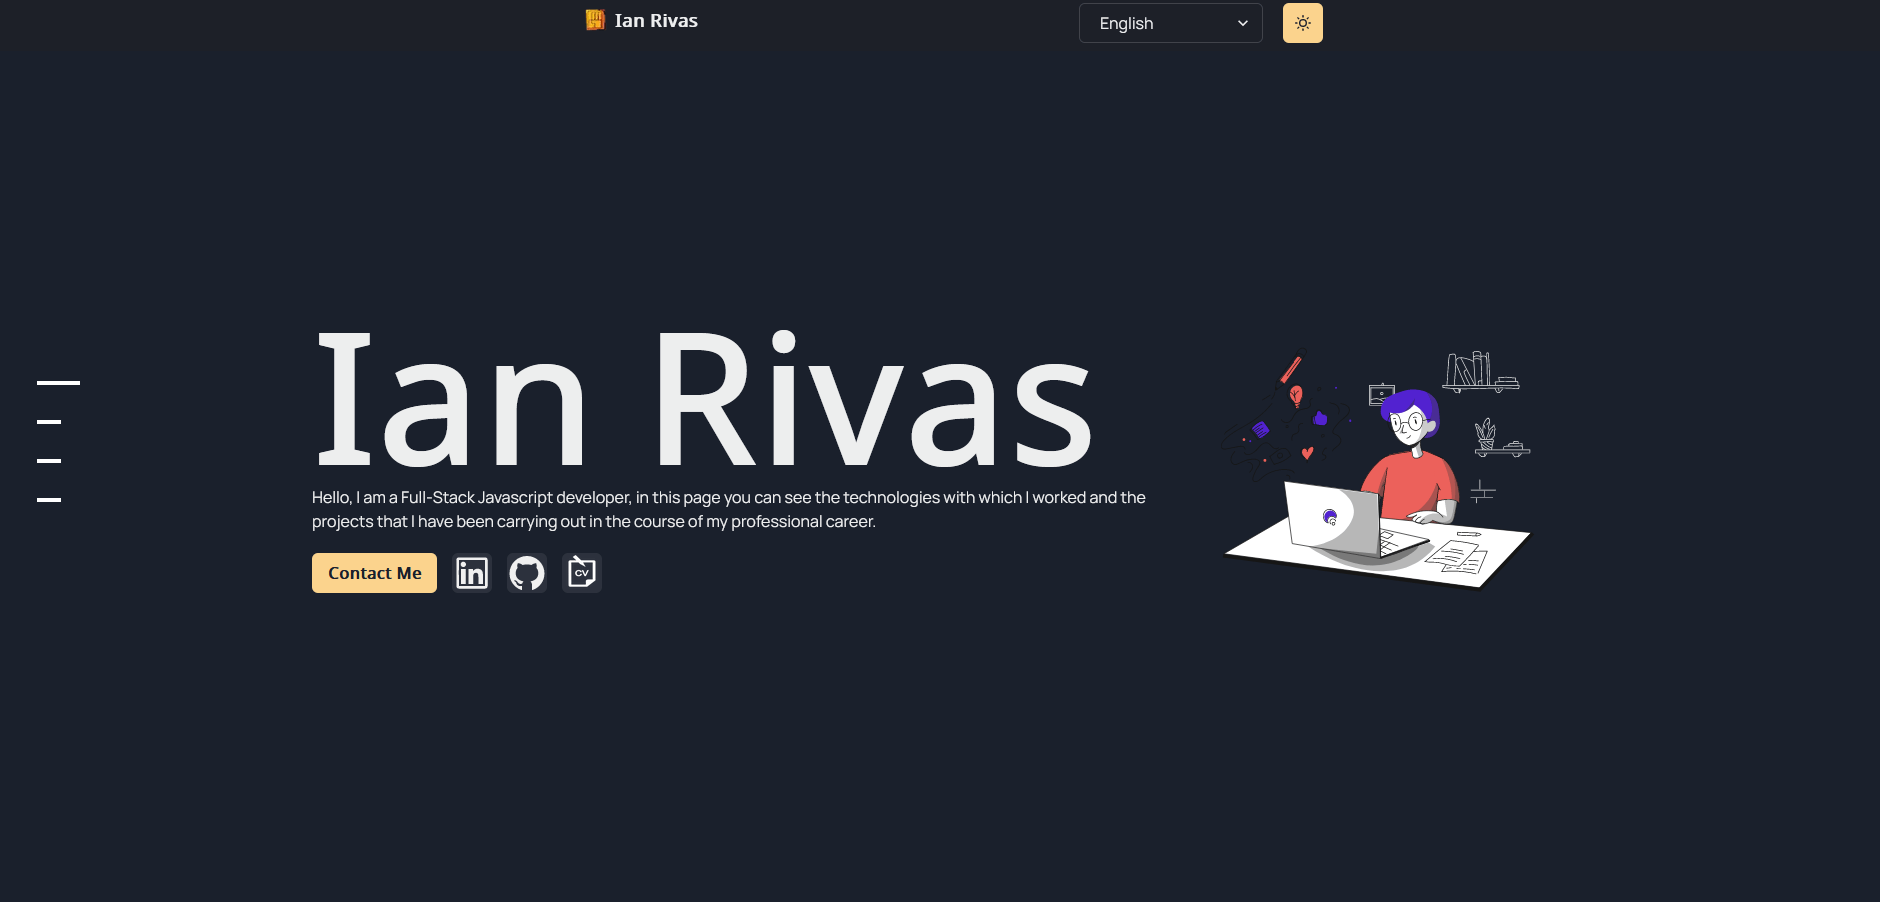 Ian Rivas
English
Ian Rivas
Hello, I am a Full-Stack Javascript developer, in this page you can see the technologies with which I worked and the
projects that I have been carrying out in the course of my professional career.
Contact Me
in
CV